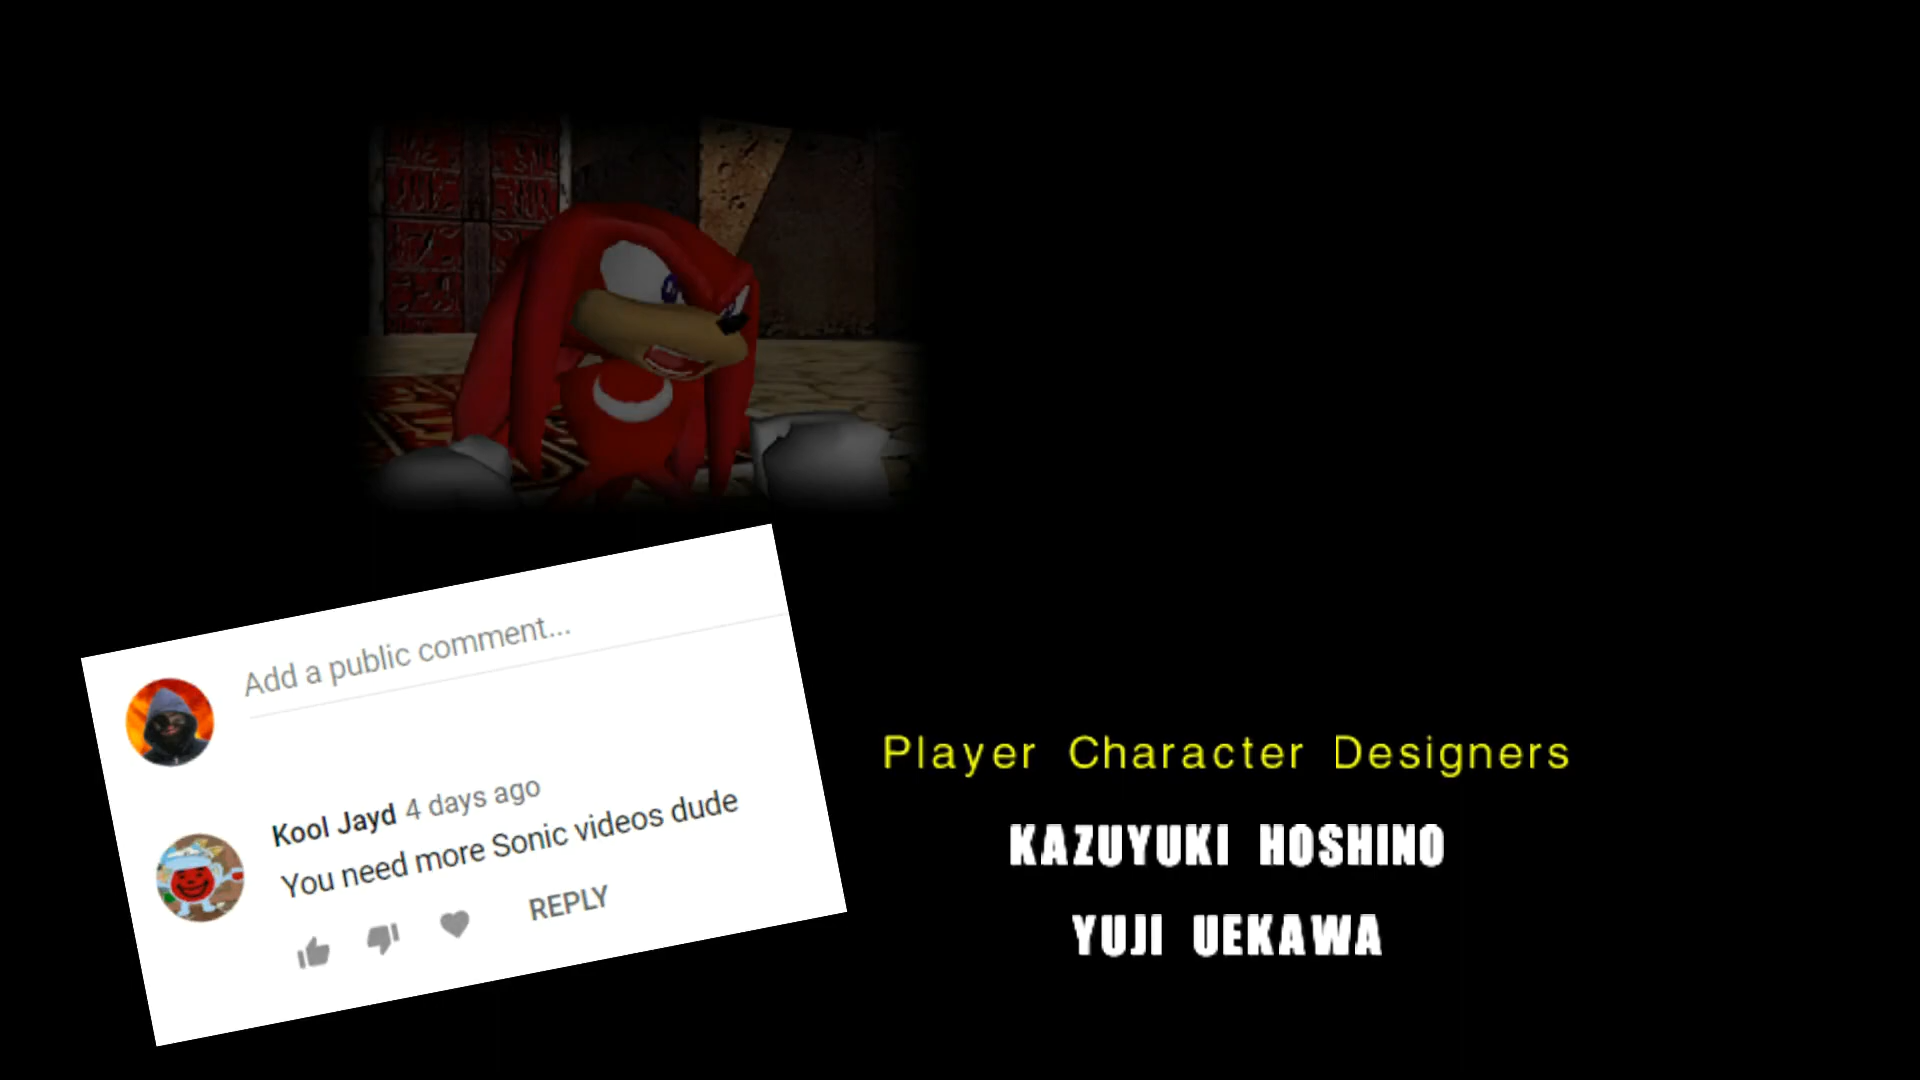 Add a public comment...
Kool Jayd 4 days ago
You need more Sonic videos dude
REPLY
Player Character Designers
KAZUYUKI HOSHINO
YUJI UEKAWA